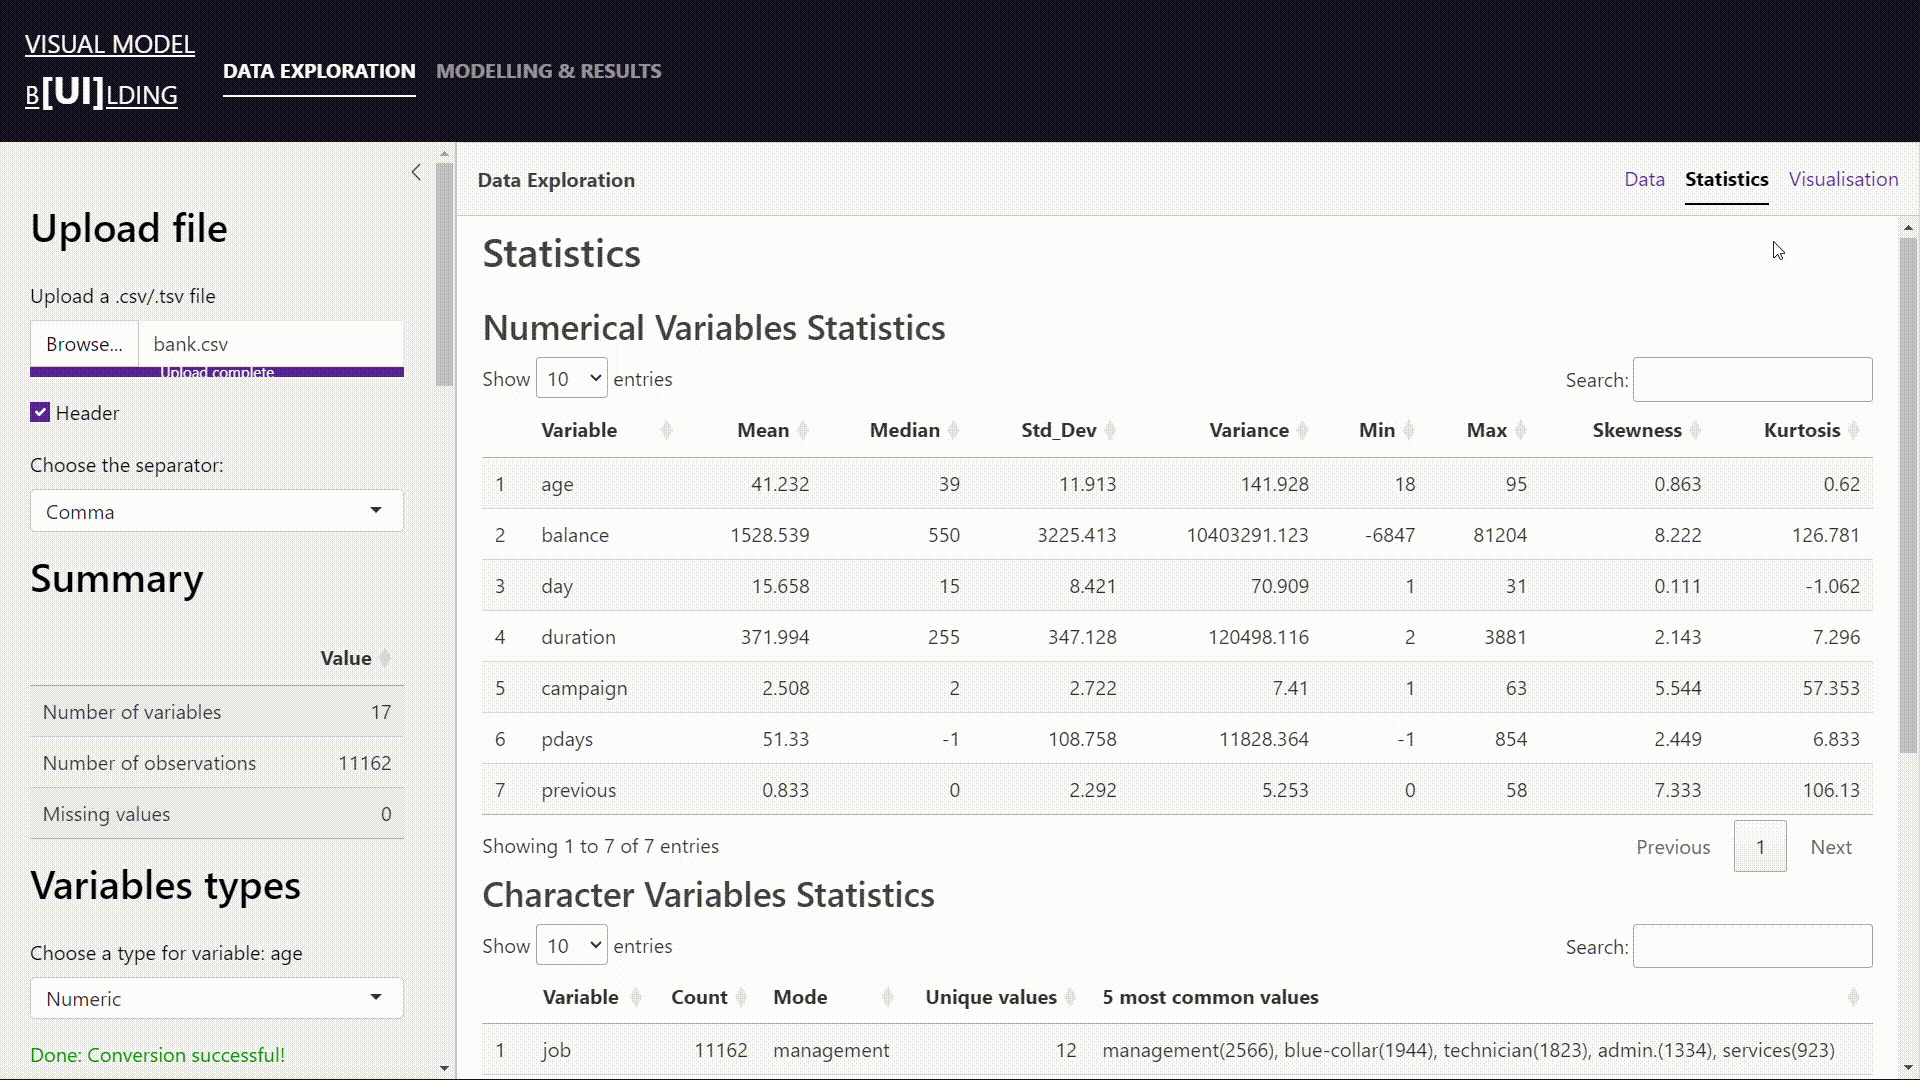 VISUAL MODEL
B[UI]LDING
DATA EXPLORATION MODELLING & RESULTS
Upload file
Upload a .csv/.tsv file
Browse... bank.csv
Upload complete
Header
Choose the separator:
Comma
Summary
Value
Number of variables 17
Number of observations 11162
Missing values 0
Variables types
Choose a type for variable: age
Numeric
Done: Conversion successful!
Data Exploration
Data Statistics Visualisation
Statistics
Numerical Variables Statistics
Show 10 entries Search:
Variable Mean Median Std_Dev Variance Min Max Skewness Kurtosis
1 age 41.232 39 11.913 141.928 18 95 0.863 0.62
2 balance 1528.539 550 3225.413 10403291.123 -6847 81204 8.222 126.781
3 day 15.658 15 8.421 70.909 1 31 0.111 -1.062
4 duration 371.994 255 347.128 120498.116 2 3881 2.143 7.296
5 campaign 2.508 2 2.722 7.41 1 63 5.544 57.353
6 pdays 51.33 -1 108.758 11828.364 -1 854 2.449 6.833
7 previous 0.833 0 2.292 5.253 0 58 7.333 106.13
Showing 1 to 7 of 7 entries Previous 1 Next
Character Variables Statistics
Show 10 entries Search:
Variable Count Mode Unique values 5 most common values
1 job 11162 management 12 management(2566), blue-collar(1944), technician(1823), admin.(1334), services(923)